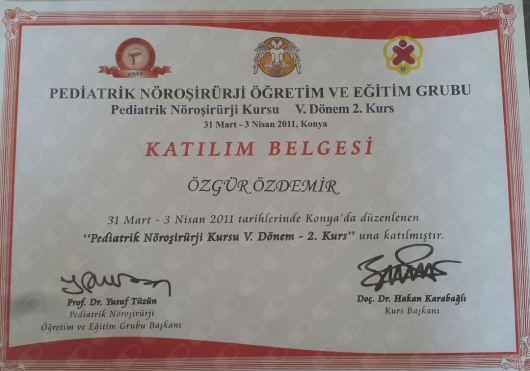 1985
PEDİATRİK NÖROŞİRÜRJİ ÖĞRETİM VE EĞİTİM GRUBU
Pediatrik Nöroşirürji Kursu V. Dönem 2. Kurs
31 Mart - 3 Nisan 2011, Konya
KATILIM BELGESİ
ÖZGÜR ÖZDEMİR
31 Mart - 3 Nisan 2011 tarihlerinde Konya'da düzenlenen
"Pediatrik Nöroşirürji Kursu V. Dönem - 2. Kurs" una katılmıştır.
Prof. Dr. Yusuf Tüzün
Pediatrik Nöroşirürji
Öğretim ve Eğitim Grubu Başkanı
Doç. Dr. Hakan Karabağlı
Kurs Başkanı